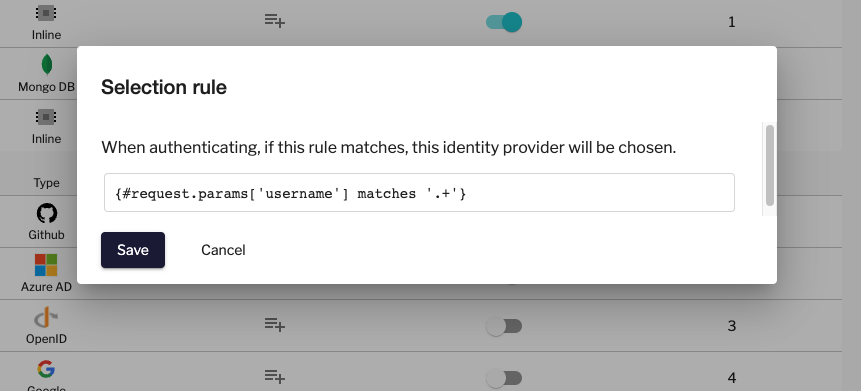 Inline
1
Mongo DB
Inline
Selection rule
When authenticating, if this rule matches, this identity provider will be chosen.
{#request.params['username'] matches '.+'}
Save
Cancel
Type
Github
Azure AD
OpenID
3
Google
4